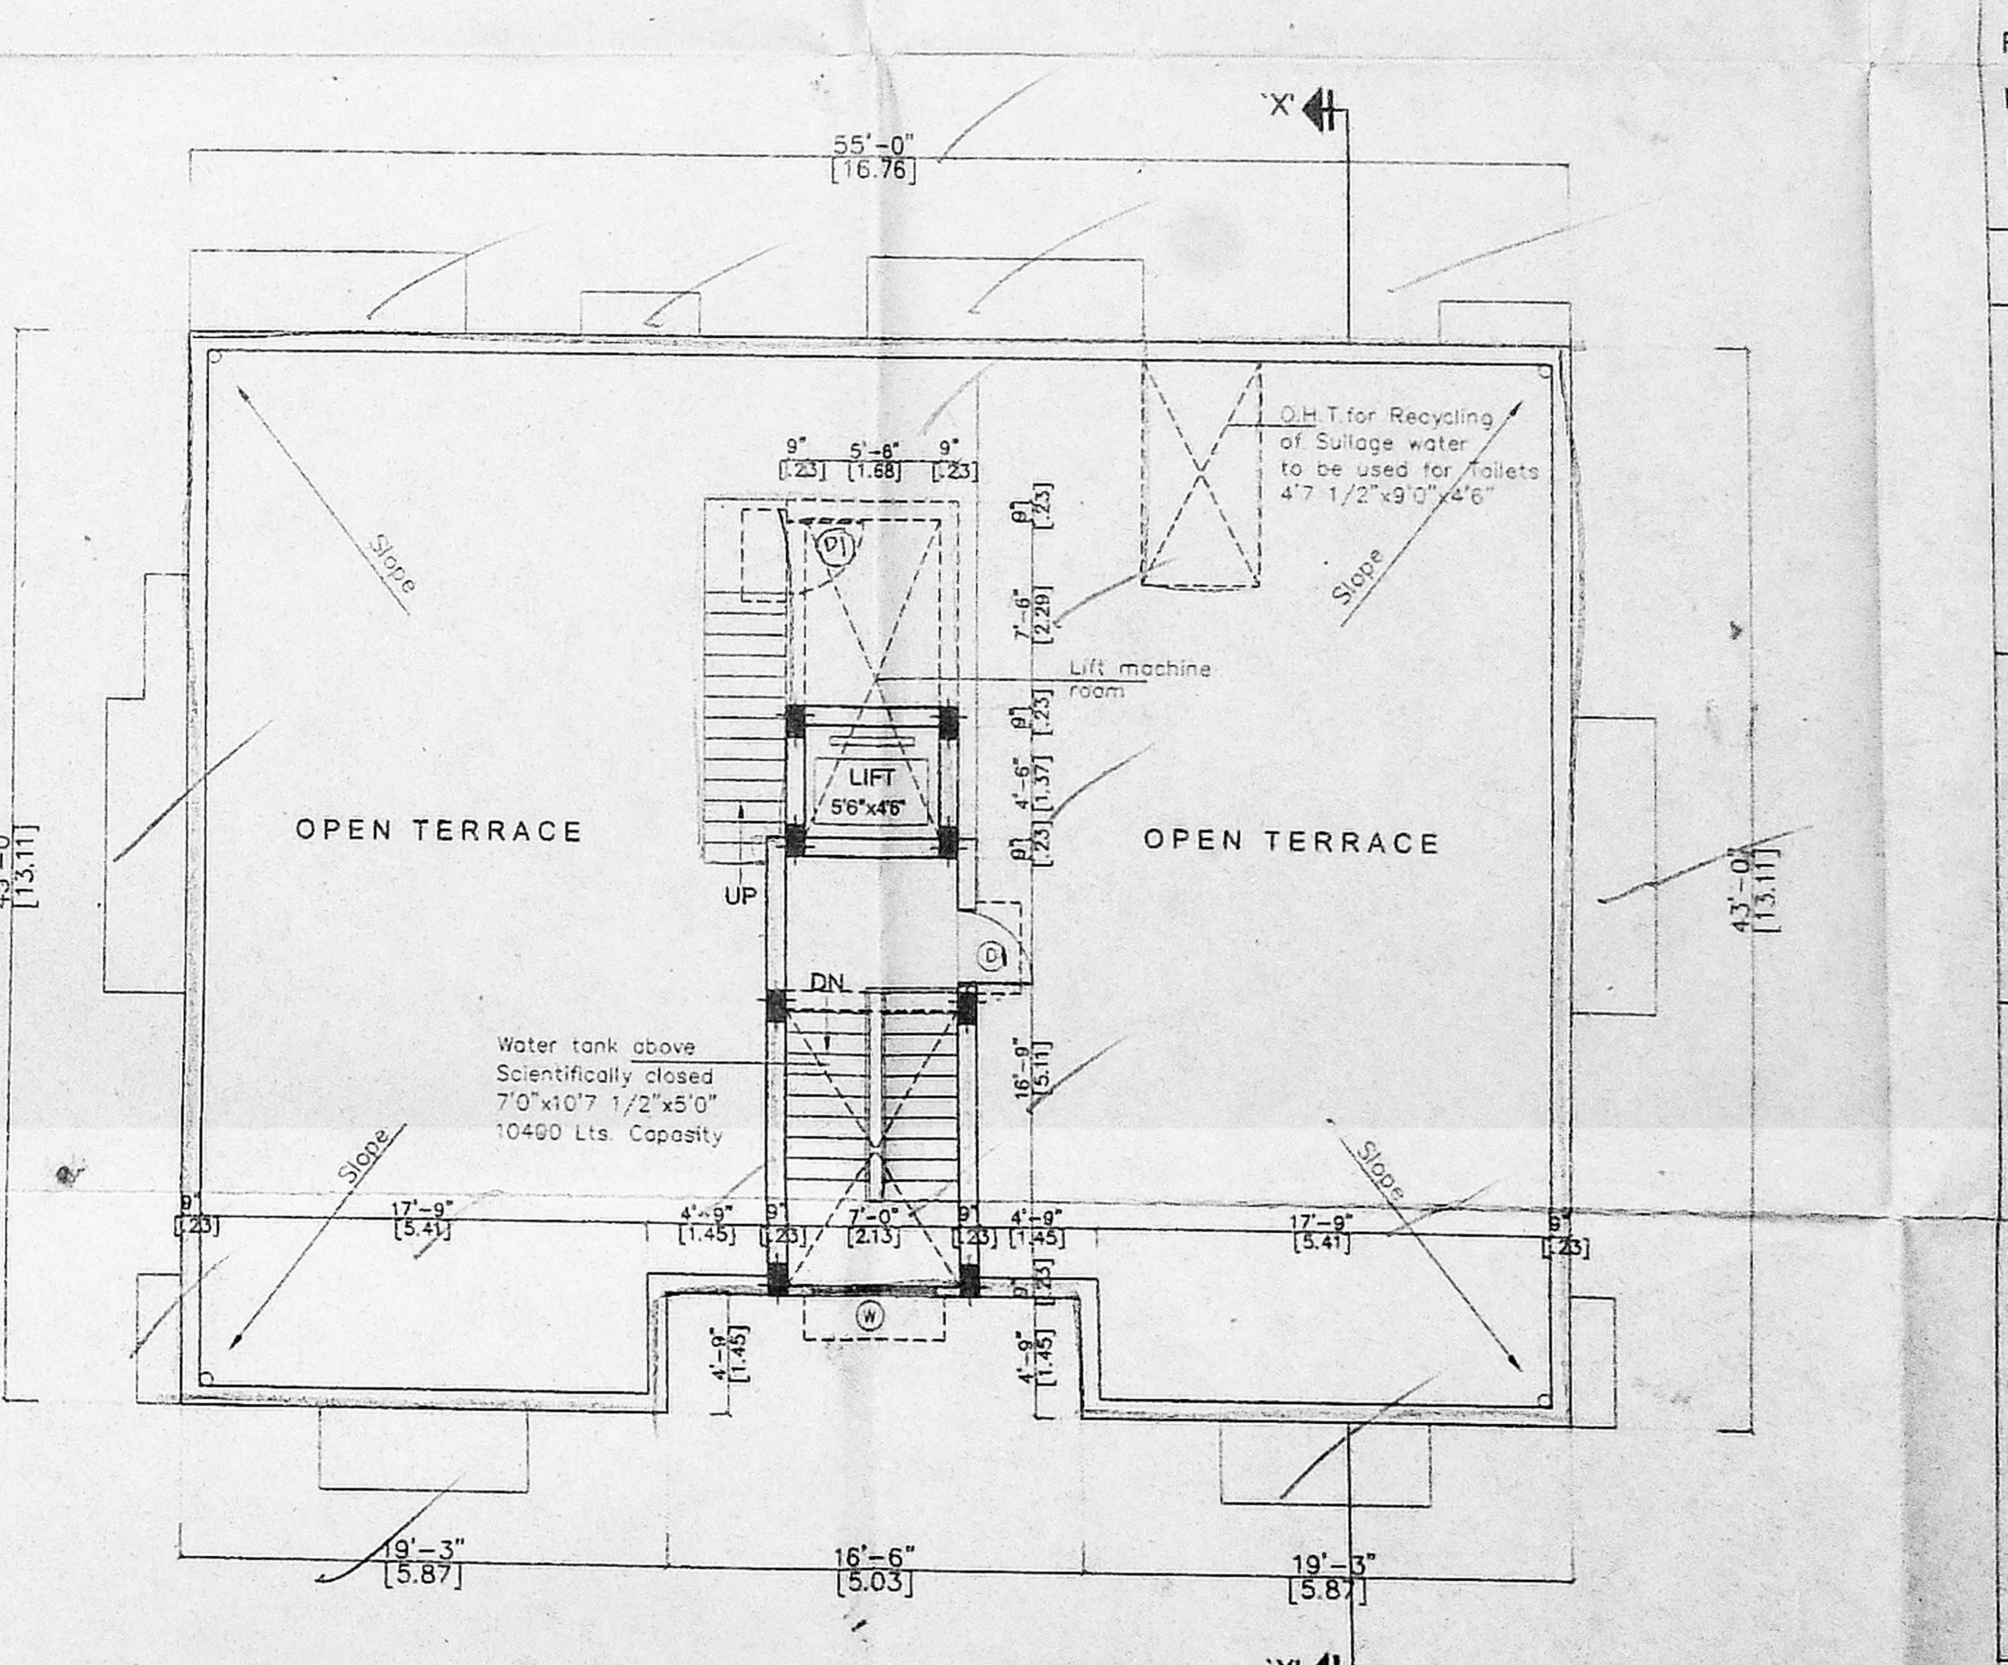 'X'
55'-0"
[16.76]
O.H.T.for Recycling
of Sullage water
to be used for Toilets
4'7 1/2"x9'0"x4'6"
9"
[.23]
5'-6"
[1.68]
9"
[.23]
9"
[.23]
D1
Slope
Slope
7'-6"
[2.29]
Lift machine
room
9"
[.23]
LIFT
5'6"x4'6"
4'-6"
[1.37]
OPEN TERRACE
OPEN TERRACE
9"
[.23]
[13.11]
43'-0"
[13.11]
UP
D
DN
Water tank above
Scientifically closed
7'0"x10'7 1/2"x5'0"
10400 Lts. Capasity
16'-9"
[5.11]
Slope
Slope
9"
[.23]
17'-9"
[5.41]
4'-9"
[1.45]
9"
[.23]
7'-0"
[2.13]
9"
[.23]
4'-9"
[1.45]
17'-9"
[5.41]
9"
[.23]
9"
[.23]
W
4'-9"
[1.45]
4'-9"
[1.45]
19'-3"
[5.87]
16'-6"
[5.03]
19'-3"
[5.87]